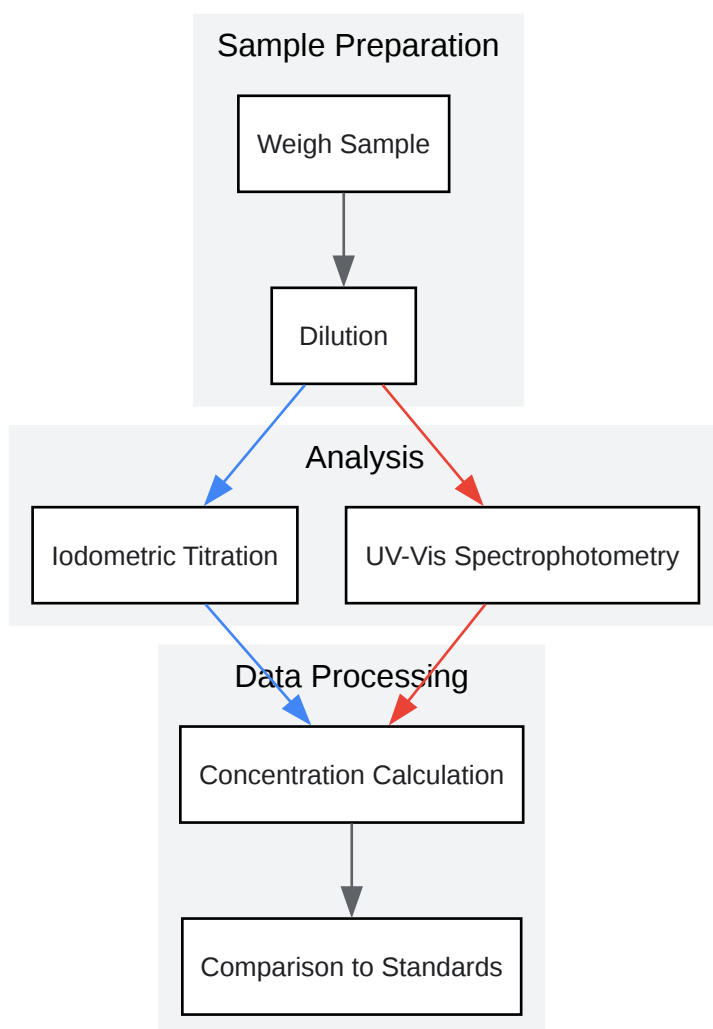 Sample Preparation
Weigh Sample
Dilution
Analysis
Iodometric Titration
UV-Vis Spectrophotometry
Data Processing
Concentration Calculation
Comparison to Standards